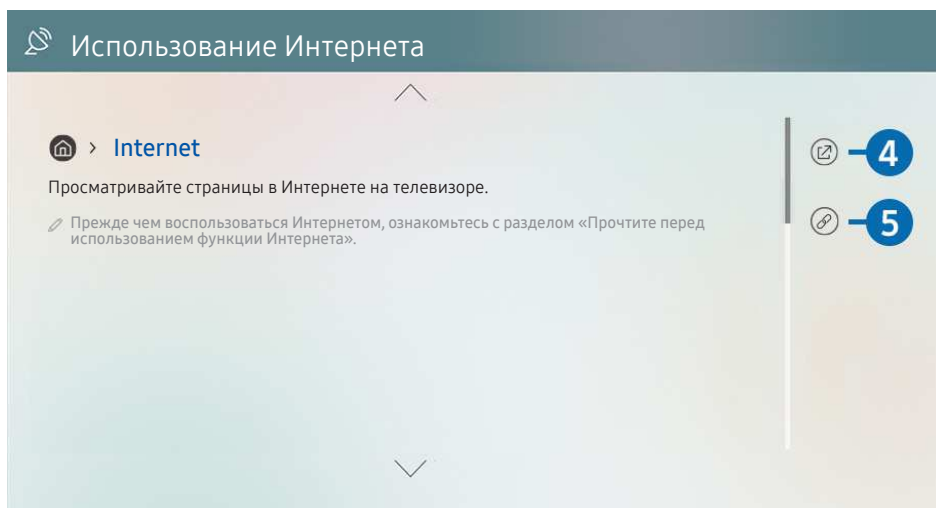 Использование Интернета
> Internet
4
Просматривайте страницы в Интернете на телевизоре.
Прежде чем воспользоваться Интернетом, ознакомьтесь с разделом «Прочтите перед
использованием функции Интернета».
5